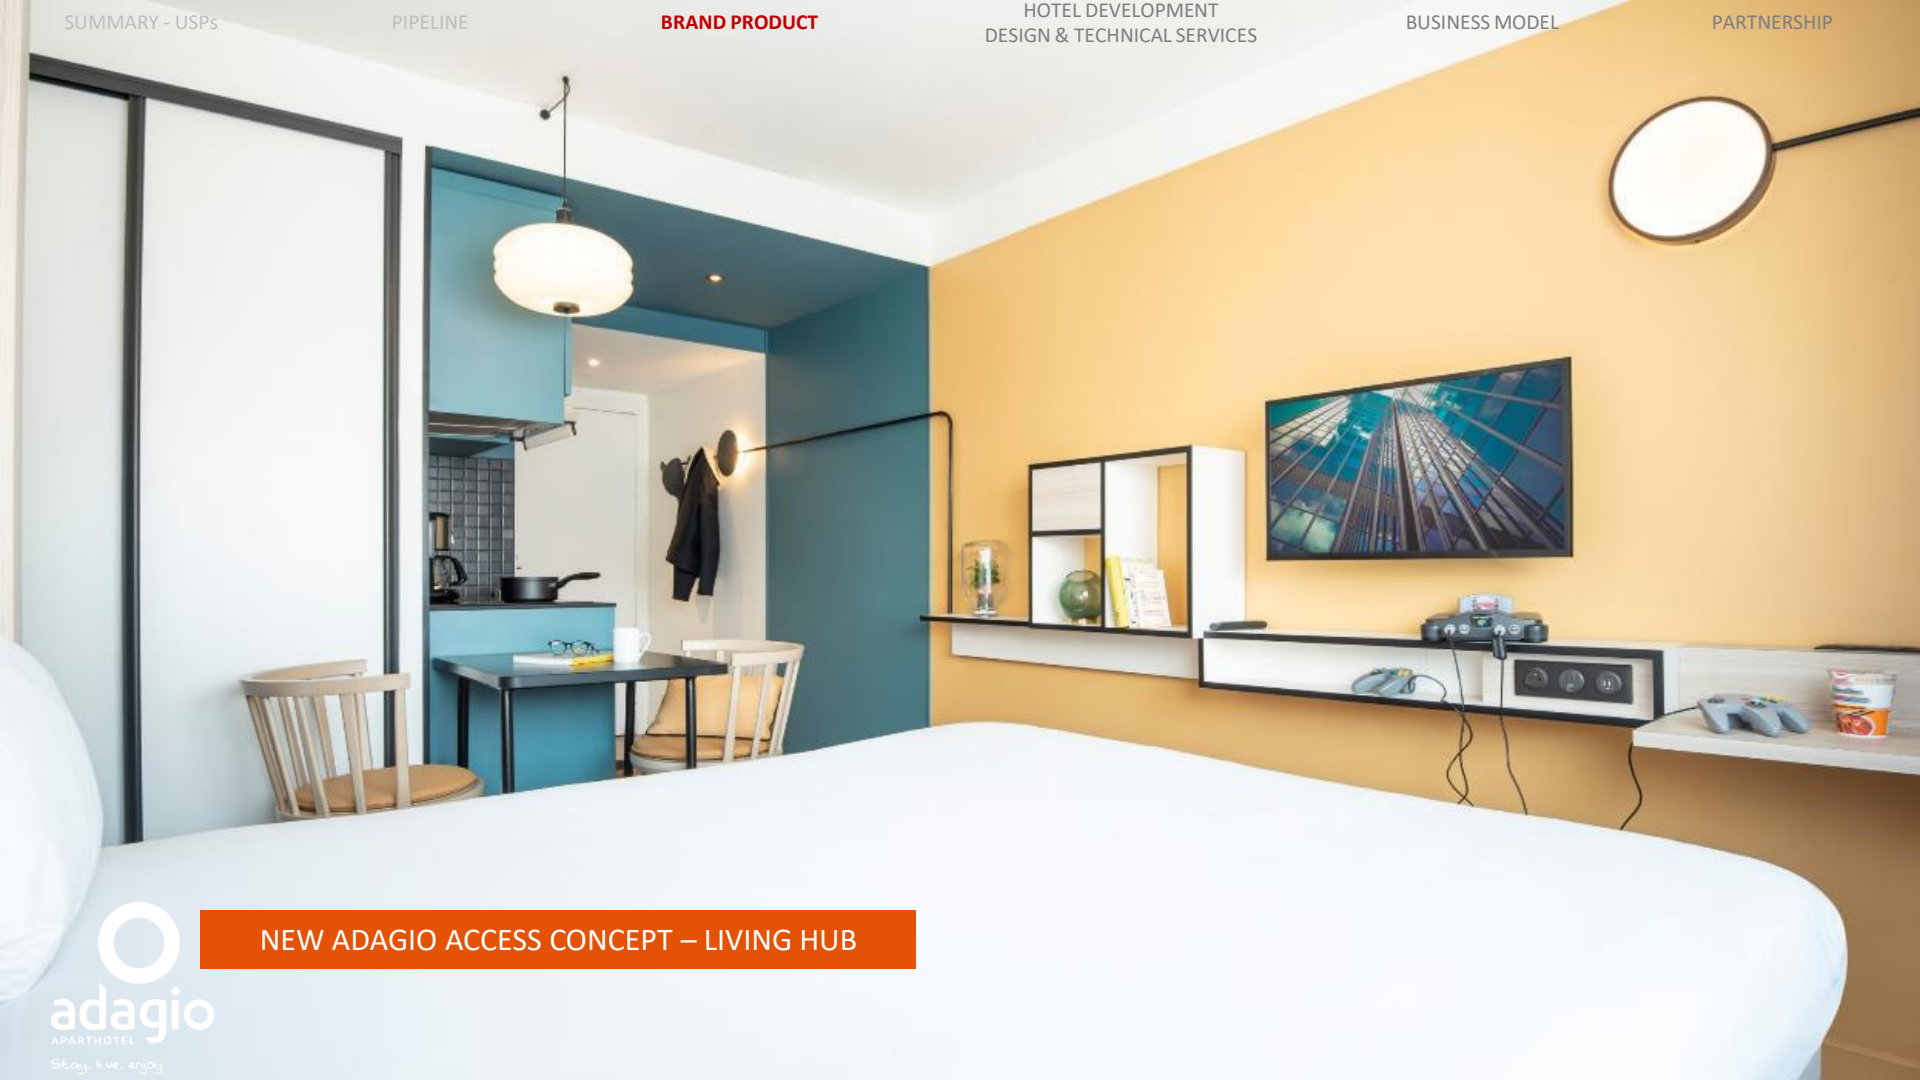 SUMMARY - USPs
PIPELINE
BRAND PRODUCT
HOTEL DEVELOPMENT
DESIGN & TECHNICAL SERVICES
BUSINESS MODEL
PARTNERSHIP
NEW ADAGIO ACCESS CONCEPT – LIVING HUB
adagio
APARTHOTEL
Stay, live, enjoy